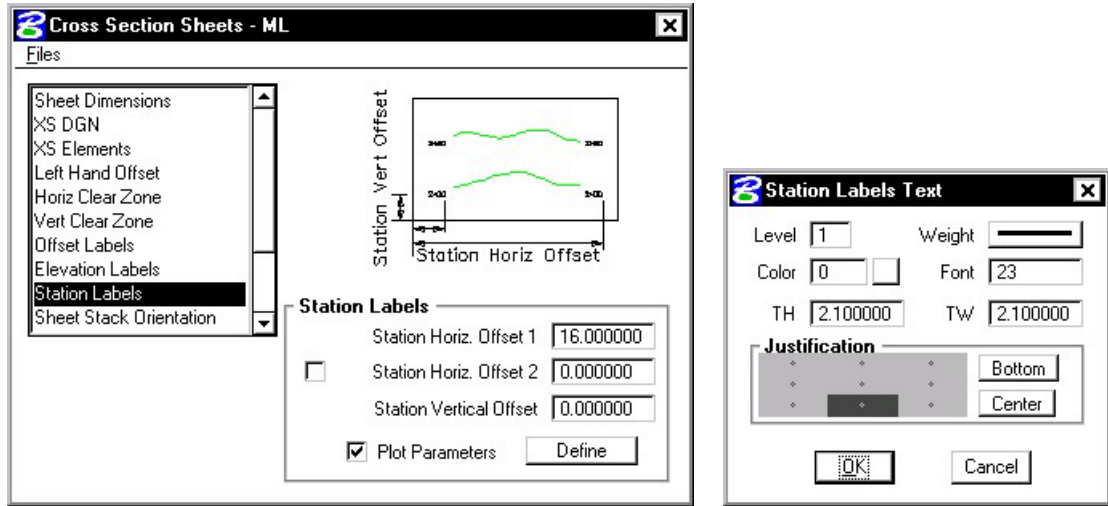 Cross Section Sheets - ML
Files
Sheet Dimensions
XS DGN
XS Elements
Left Hand Offset
Horiz Clear Zone
Vert Clear Zone
Offset Labels
Elevation Labels
Station Labels
Sheet Stack Orientation
Station Vert Offset
Station Horiz Offset
Station Labels
Station Horiz. Offset 1 16.000000
Station Horiz. Offset 2 0.000000
Station Vertical Offset 0.000000
Plot Parameters Define
Station Labels Text
Level 1 Weight
Color 0 Font 23
TH 2.100000 TW 2.100000
Justification
Bottom
Center
OK Cancel